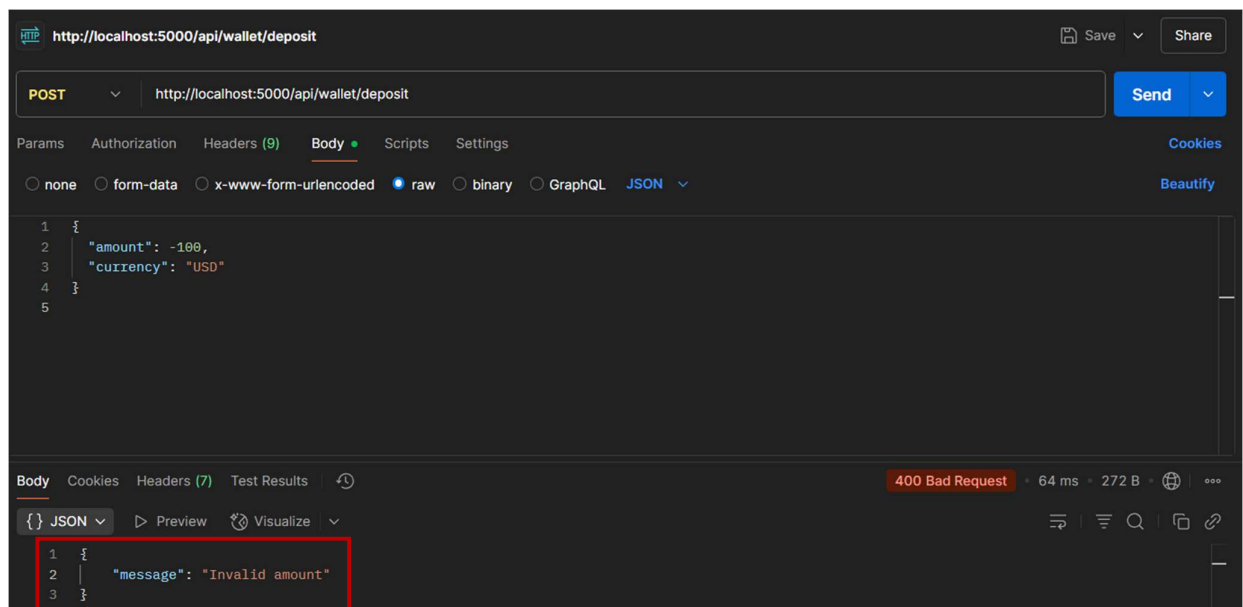 HTTP http://localhost:5000/api/wallet/deposit Save Share
POST http://localhost:5000/api/wallet/deposit Send
Params Authorization Headers (9) Body Scripts Settings Cookies
none form-data x-www-form-urlencoded raw binary GraphQL JSON Beautify
1 {
2 "amount": -100,
3 "currency": "USD"
4 }
5
Body Cookies Headers (7) Test Results 400 Bad Request 64 ms 272 B
{} JSON Preview Visualize
1 {
2 "message": "Invalid amount"
3 }